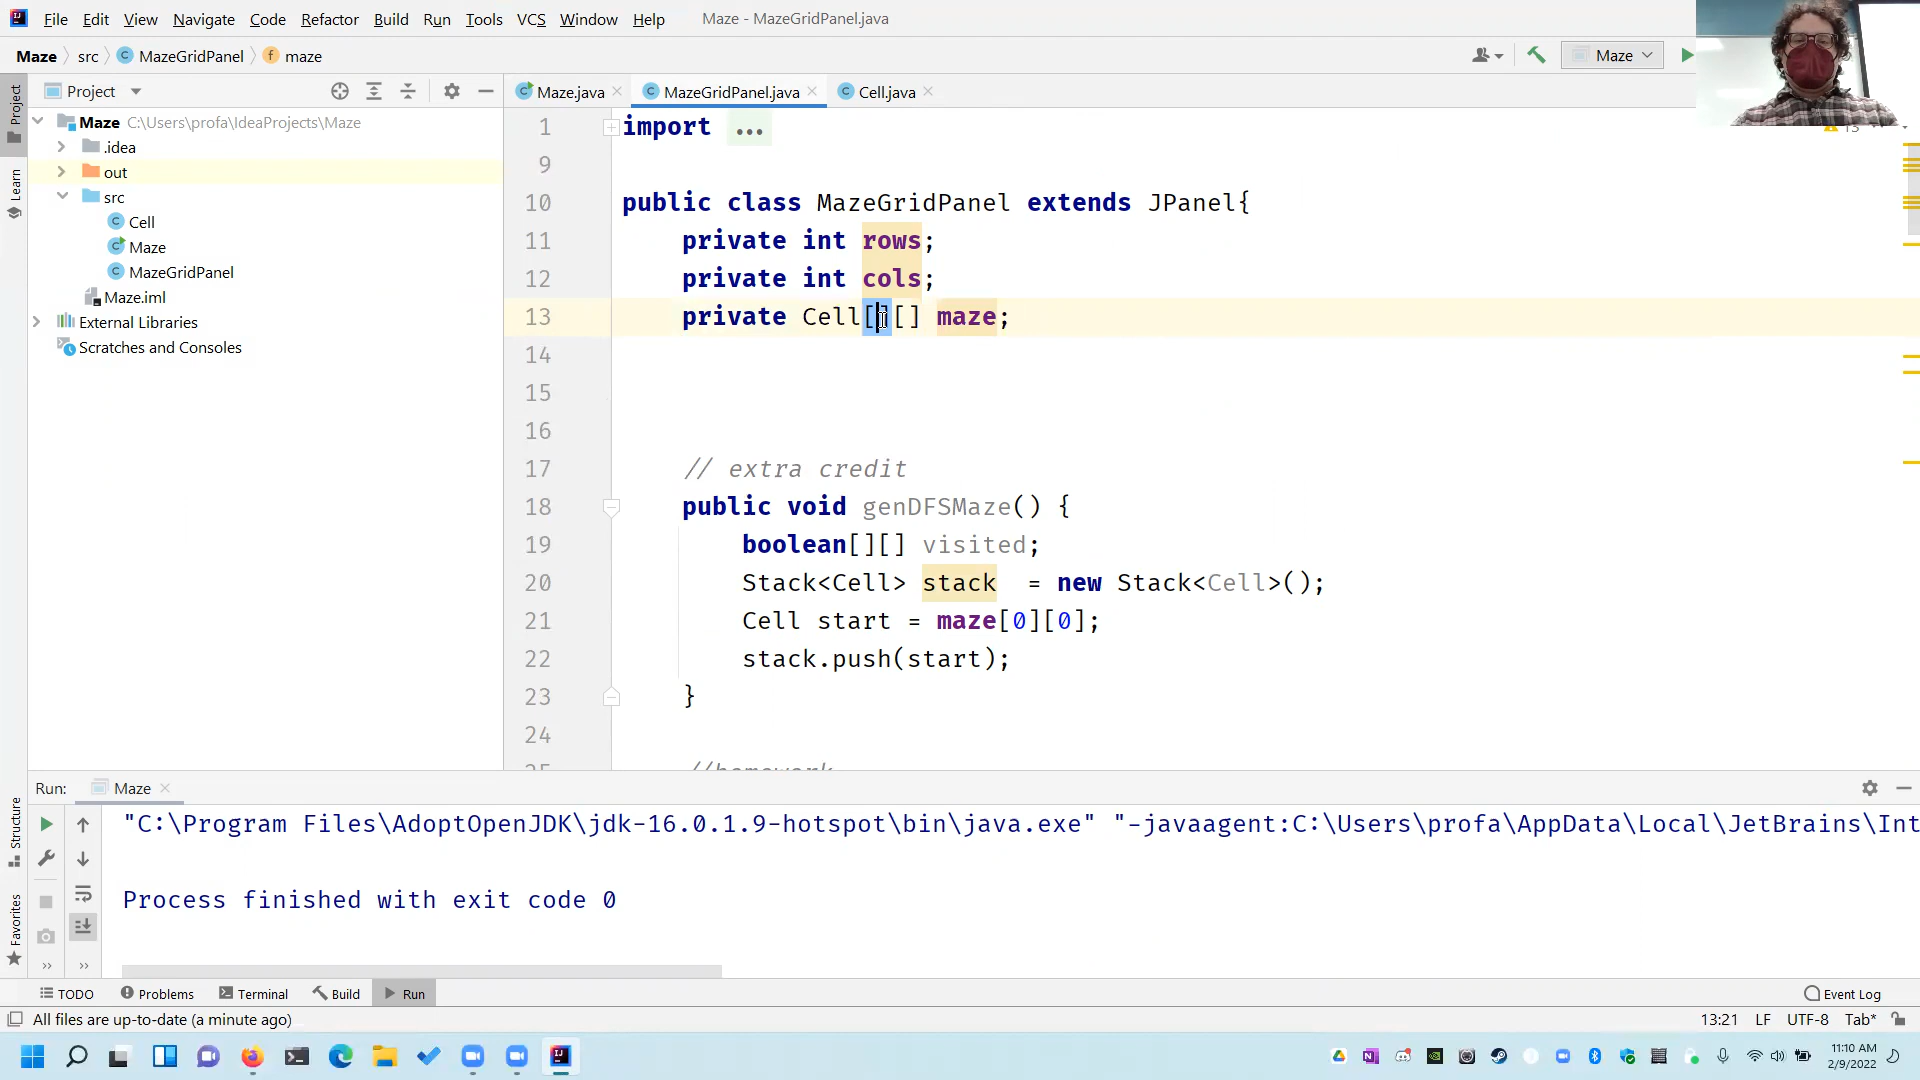 File Edit View Navigate Code Refactor Build Run Tools VCS Window Help Maze - MazeGridPanel.java
Maze src MazeGridPanel maze Maze
Project
Maze.java MazeGridPanel.java Cell.java
Project
Learn
Structure
Favorites
Maze C:\Users\profa\IdeaProjects\Maze
.idea
out
src
Cell
Maze
MazeGridPanel
Maze.iml
External Libraries
Scratches and Consoles
13
1 import ...
9
10 public class MazeGridPanel extends JPanel{
11 private int rows;
12 private int cols;
13 private Cell[][] maze;
14
15
16
17 // extra credit
18 public void genDFSMaze() {
19 boolean[][] visited;
20 Stack<Cell> stack  = new Stack<Cell>();
21 Cell start = maze[0][0];
22 stack.push(start);
23 }
24
25 //homework
Run: Maze
"C:\Program Files\AdoptOpenJDK\jdk-16.0.1.9-hotspot\bin\java.exe" "-javaagent:C:\Users\profa\AppData\Local\JetBrains\Int
Process finished with exit code 0
TODO Problems Terminal Build Run Event Log
All files are up-to-date (a minute ago) 13:21 LF UTF-8 Tab*
11:10 AM
2/9/2022